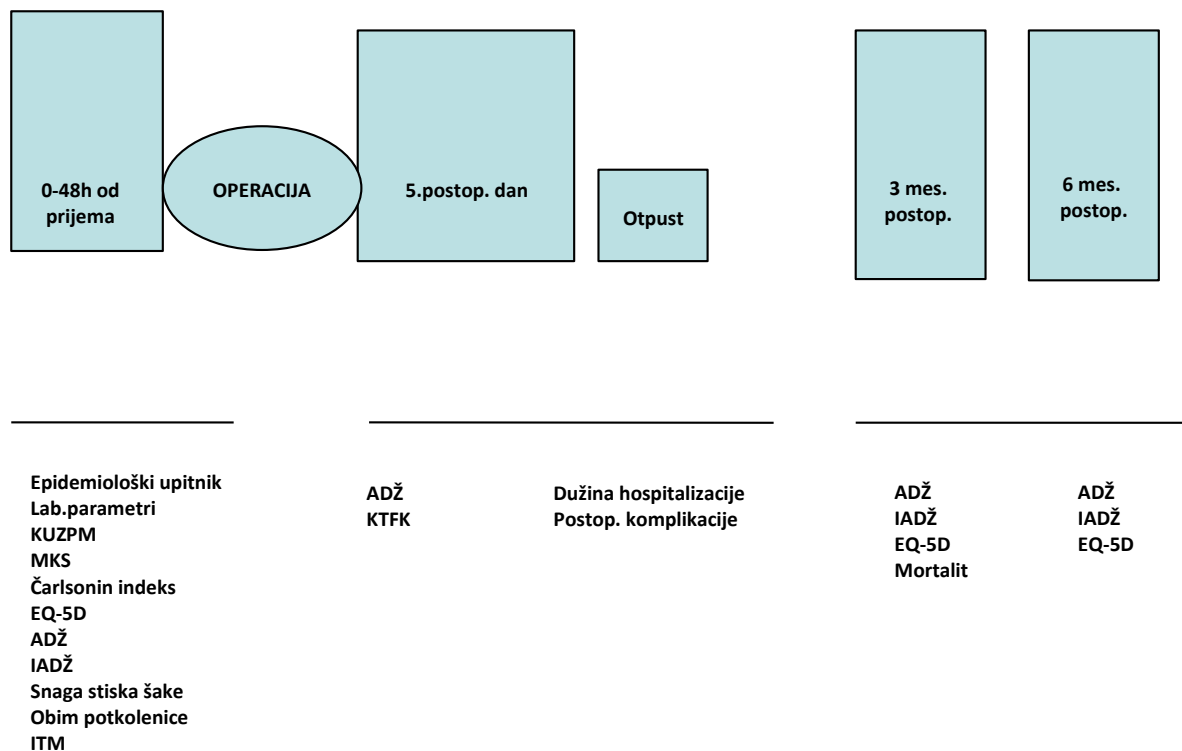 0-48h od
prijema
OPERACIJA
5.postop. dan
Otpust
3 mes.
postop.
6 mes.
postop.
Epidemiološki upitnik
Lab.parametri
KUZPM
MKS
Čarlsonin indeks
EQ-5D
ADŽ
IADŽ
Snaga stiska šake
Obim potkolenice
ITM
ADŽ
KTFK
Dužina hospitalizacije
Postop. komplikacije
ADŽ
IADŽ
EQ-5D
Mortalit
ADŽ
IADŽ
EQ-5D